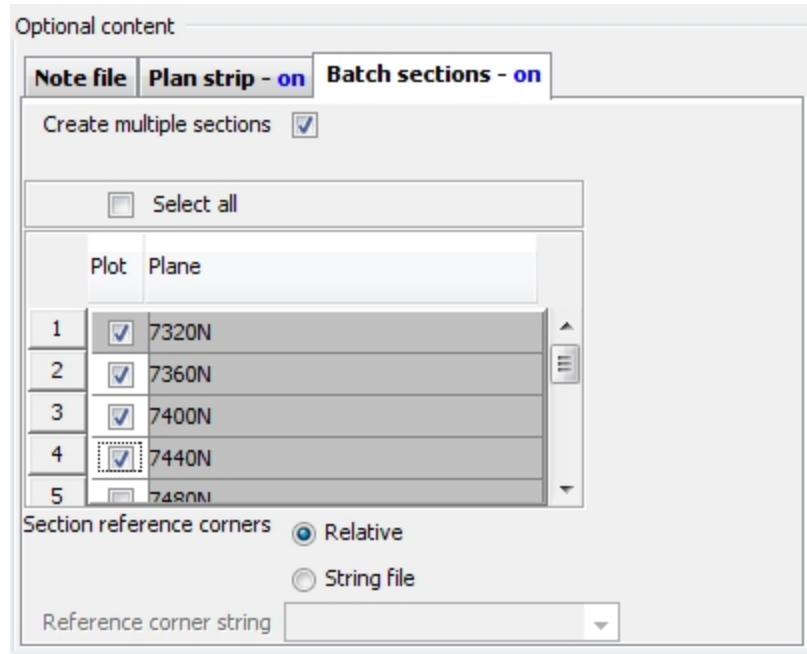 Optional content
Note file Plan strip - on Batch sections - on
Create multiple sections
Select all
Plot Plane
1 7320N
2 7360N
3 7400N
4 7440N
5 7480N
Section reference corners Relative
String file
Reference corner string